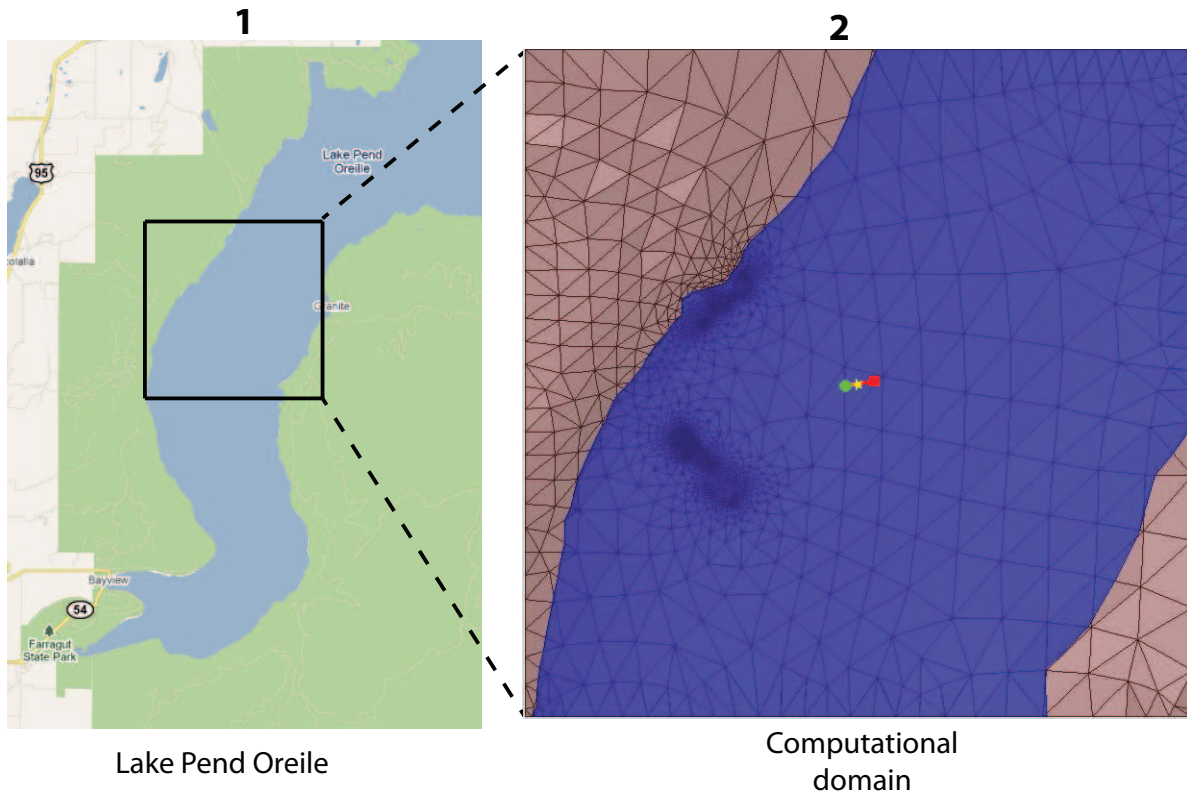 1
2
Lake Pend
Oreille
95
Granite
Bayview
54
Farragut
State Park
Lake Pend Oreile
Computational
domain